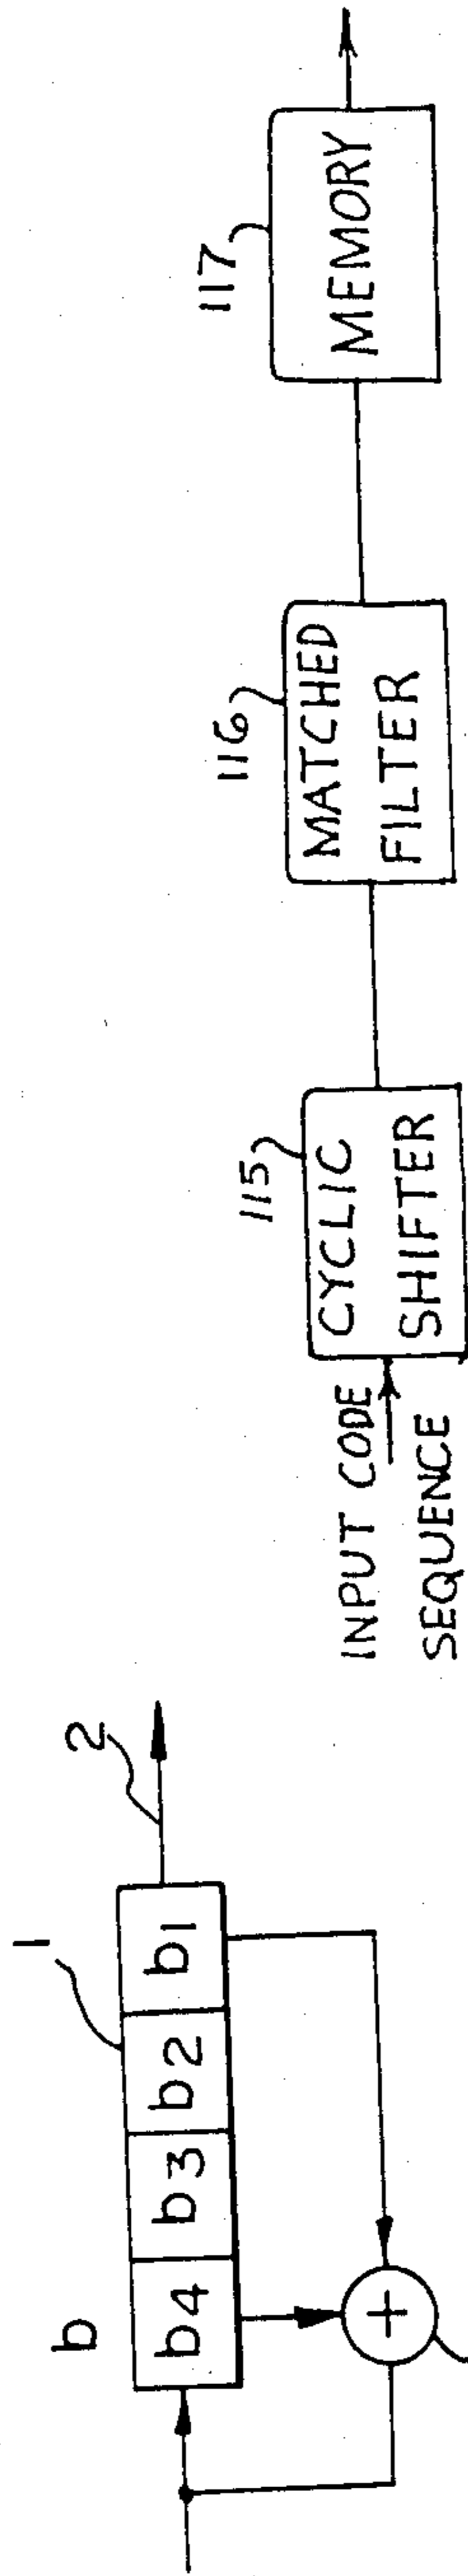 b
1
2
b4 b3 b2 b1
+
INPUT CODE
SEQUENCE
115
CYCLIC
SHIFTER
116
MATCHED
FILTER
117
MEMORY